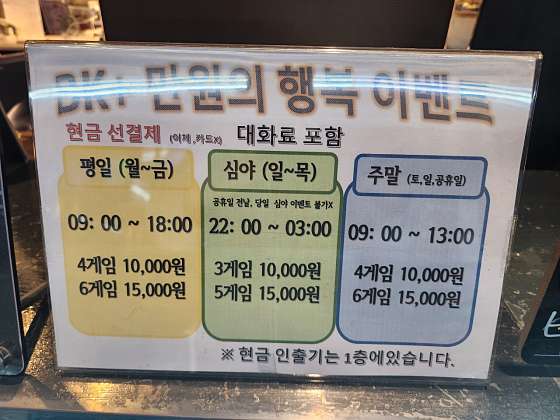 BK+ 만원의 행복 이벤트
현금 선결제 (이체,카드X) 대화료 포함
평일 (월~금)
09: 00 ~ 18:00
4게임 10,000원
6게임 15,000원
심야 (일~목)
공휴일 전날, 당일 심야 이벤트 불가X
22: 00 ~ 03:00
3게임 10,000원
5게임 15,000원
주말 (토,일,공휴일)
09: 00 ~ 13:00
4게임 10,000원
6게임 15,000원
※ 현금 인출기는 1층에있습니다.